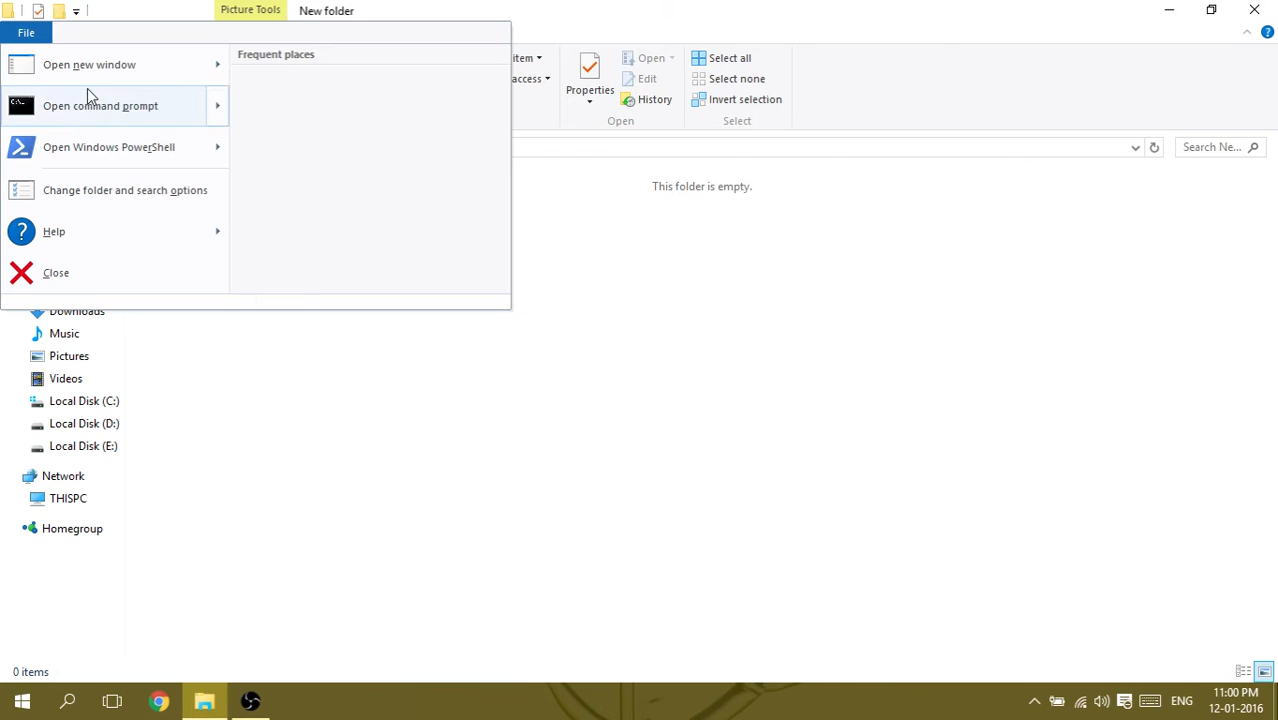 Picture Tools
New folder
File
Open new window
Open command prompt
Open Windows PowerShell
Change folder and search options
Help
Close
Frequent places
item
access
Properties
Open
Edit
History
Open
Select all
Select none
Invert selection
Select
Search Ne...
This folder is empty.
Downloads
Music
Pictures
Videos
Local Disk (C:)
Local Disk (D:)
Local Disk (E:)
Network
THISPC
Homegroup
0 items
ENG
11:00 PM
12-01-2016